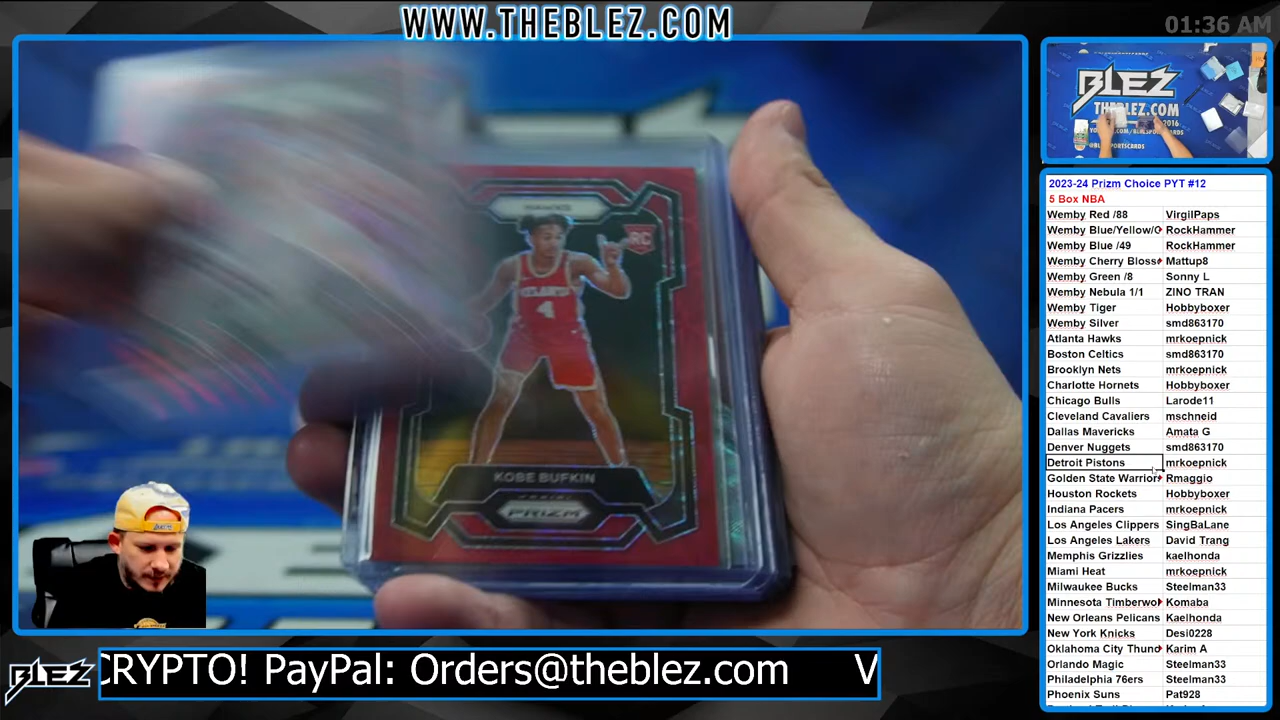 WWW.THEBLEZ.COM
01:36 AM
BLEZ
THEBLEZ.COM
2016
HAWKS
RC
ATLANTA
4
KOBE BUFKIN
PANINI
PRIZM
2023-24 Prizm Choice PYT #12
5 Box NBA
Wemby Red /88 VirgilPaps
Wemby Blue/Yellow/G RockHammer
Wemby Blue /49 RockHammer
Wemby Cherry Bloss Mattup8
Wemby Green /8 Sonny L
Wemby Nebula 1/1 ZINO TRAN
Wemby Tiger Hobbyboxer
Wemby Silver smd863170
Atlanta Hawks mrkoepnick
Boston Celtics smd863170
Brooklyn Nets mrkoepnick
Charlotte Hornets Hobbyboxer
Chicago Bulls Larode11
Cleveland Cavaliers mschneid
Dallas Mavericks Amata G
Denver Nuggets smd863170
Detroit Pistons mrkoepnick
Golden State Warrior Rmaggio
Houston Rockets Hobbyboxer
Indiana Pacers mrkoepnick
Los Angeles Clippers SingBaLane
Los Angeles Lakers David Trang
Memphis Grizzlies kaelhonda
Miami Heat mrkoepnick
Milwaukee Bucks Steelman33
Minnesota Timberwo Komaba
New Orleans Pelicans Kaelhonda
New York Knicks Desi0228
Oklahoma City Thund Karim A
Orlando Magic Steelman33
Philadelphia 76ers Steelman33
Phoenix Suns Pat928
BLEZ
CRYPTO! PayPal: Orders@theblez.com V